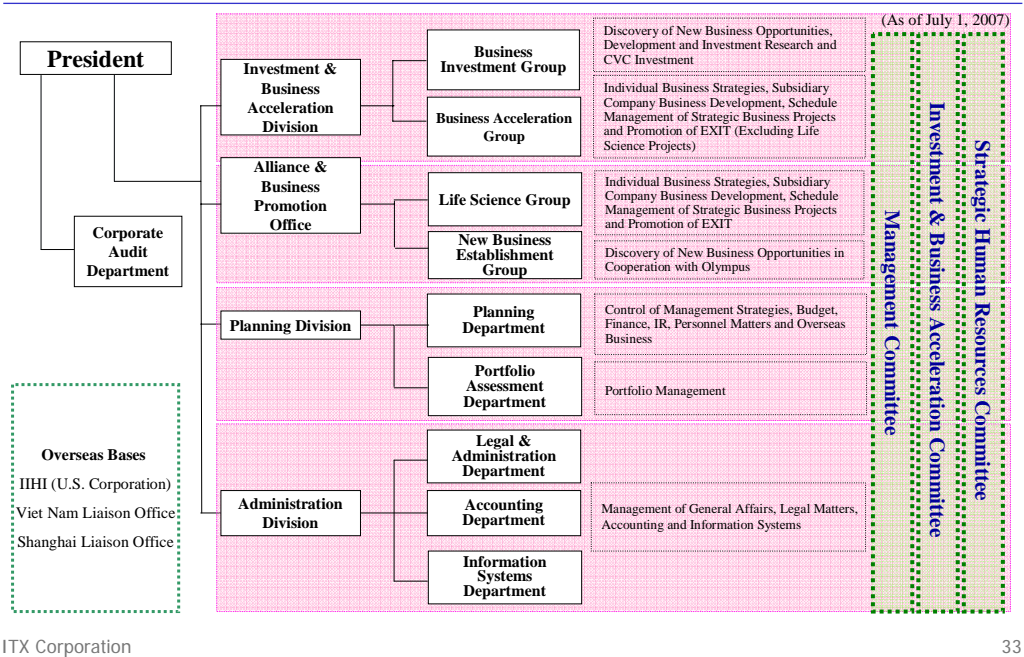 (As of July 1, 2007)
President
Corporate
Audit
Department
Investment &
Business
Acceleration
Division
Business
Investment Group
Discovery of New Business Opportunities,
Development and Investment Research and
CVC Investment
Business Acceleration
Group
Individual Business Strategies, Subsidiary
Company Business Development, Schedule
Management of Strategic Business Projects
and Promotion of EXIT (Excluding Life
Science Projects)
Alliance &
Business
Promotion
Office
Life Science Group
Individual Business Strategies, Subsidiary
Company Business Development, Schedule
Management of Strategic Business Projects
and Promotion of EXIT
New Business
Establishment
Group
Discovery of New Business Opportunities in
Cooperation with Olympus
Planning Division
Planning
Department
Control of Management Strategies, Budget,
Finance, IR, Personnel Matters and Overseas
Business
Portfolio
Assessment
Department
Portfolio Management
Administration
Division
Legal &
Administration
Department
Accounting
Department
Information
Systems
Department
Management of General Affairs, Legal Matters,
Accounting and Information Systems
Management Committee
Investment & Business Acceleration Committee
Strategic Human Resources Committee
Overseas Bases
IIHI (U.S. Corporation)
Viet Nam Liaison Office
Shanghai Liaison Office
ITX Corporation
33